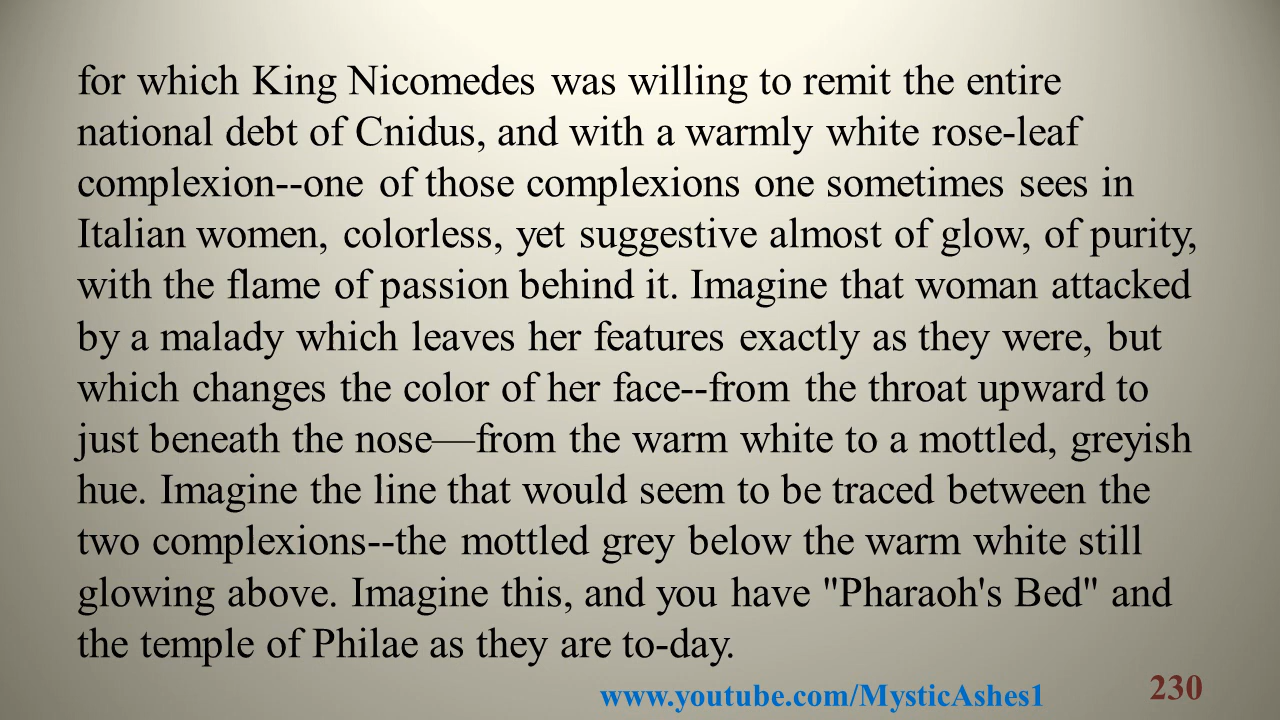 for which King Nicomedes was willing to remit the entire
national debt of Cnidus, and with a warmly white rose-leaf
complexion--one of those complexions one sometimes sees in
Italian women, colorless, yet suggestive almost of glow, of purity,
with the flame of passion behind it. Imagine that woman attacked
by a malady which leaves her features exactly as they were, but
which changes the color of her face--from the throat upward to
just beneath the nose—from the warm white to a mottled, greyish
hue. Imagine the line that would seem to be traced between the
two complexions--the mottled grey below the warm white still
glowing above. Imagine this, and you have "Pharaoh's Bed" and
the temple of Philae as they are to-day.
www.youtube.com/MysticAshes1
230